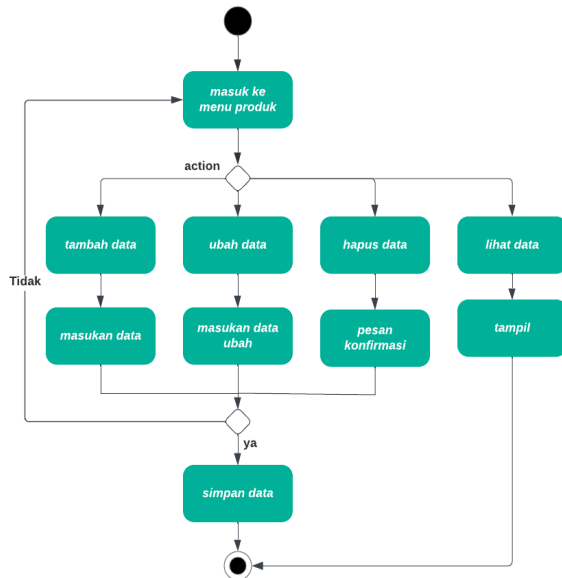 masuk ke
menu produk
action
tambah data
ubah data
hapus data
lihat data
Tidak
masukan data
masukan data
ubah
pesan
konfirmasi
tampil
ya
simpan data